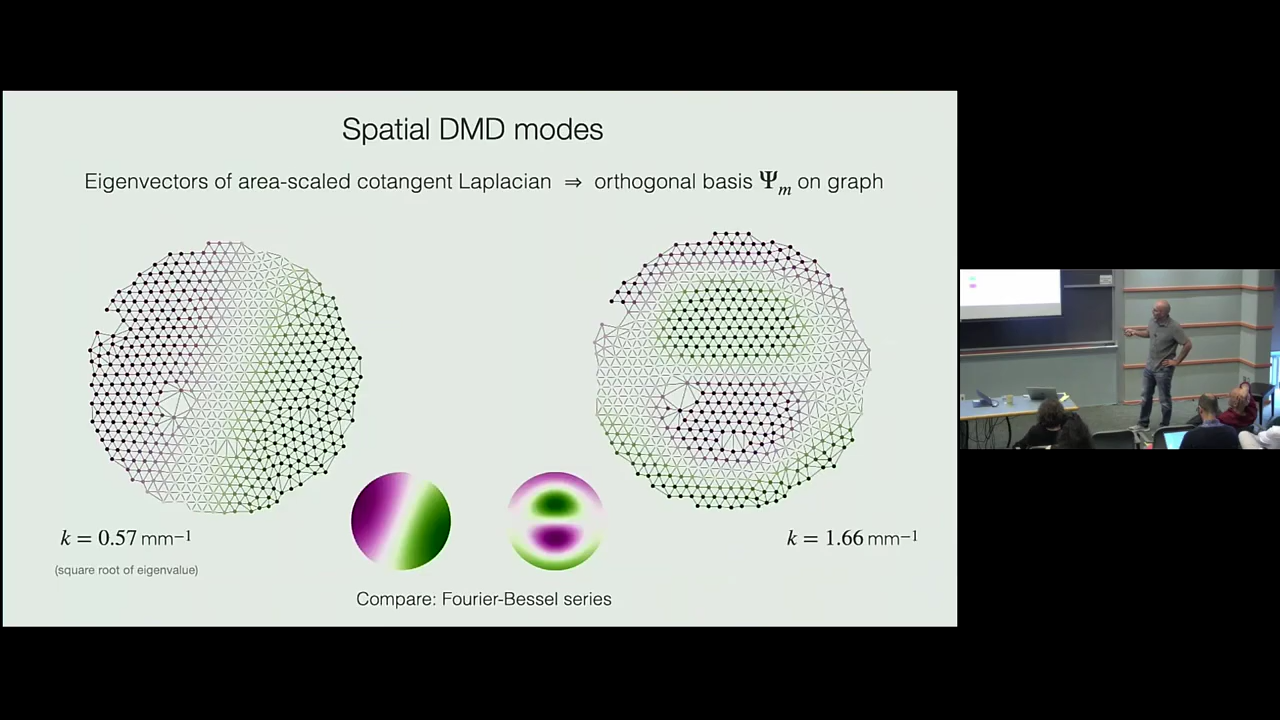 Spatial DMD modes
Eigenvectors of area-scaled cotangent Laplacian ⇒ orthogonal basis Ψₘ on graph
k = 0.57 mm⁻¹
(square root of eigenvalue)
k = 1.66 mm⁻¹
Compare: Fourier-Bessel series